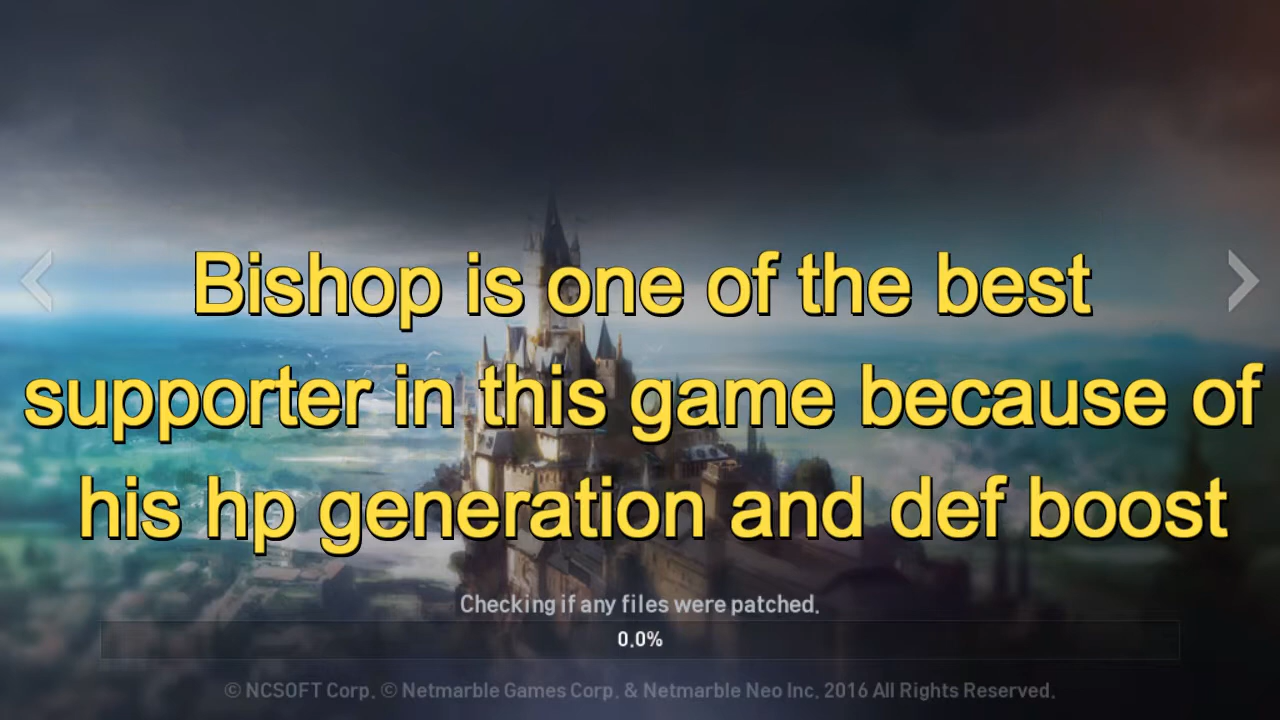 Bishop is one of the best
supporter in this game because of
his hp generation and def boost
Checking if any files were patched.
0.0%
© NCSOFT Corp. © Netmarble Games Corp. & Netmarble Neo Inc. 2016 All Rights Reserved.